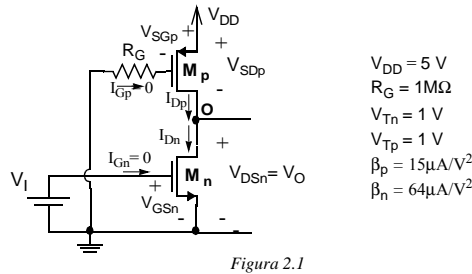 V_DD
V_SGp
+
R_G
-
M_p
+
V_SDp
-
I_Gp → 0
I_Dp
O
I_Dn
I_Gn = 0
+
M_n
V_DSn = V_O
V_I
+
V_GSn
-
-
-
V_DD = 5 V
R_G = 1MΩ
V_Tn = 1 V
V_Tp = 1 V
β_p = 15μA/V²
β_n = 64μA/V²
Figura 2.1